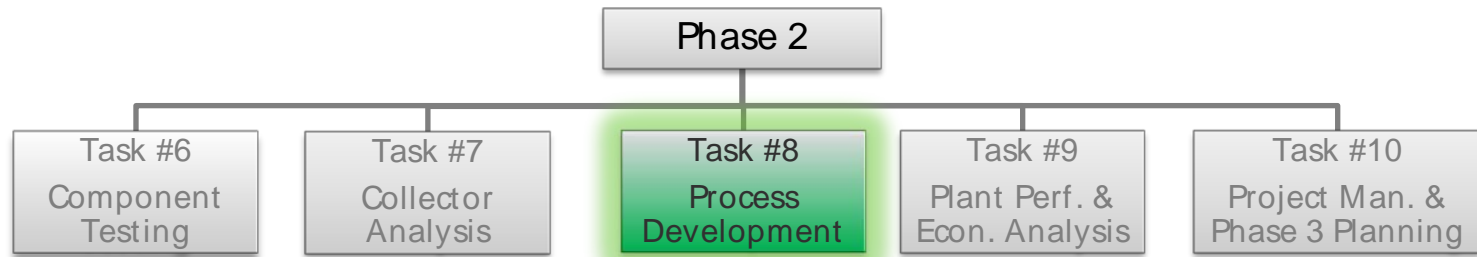 Phase 2
Task #6
Component
Testing
Task #7
Collector
Analysis
Task #8
Process
Development
Task #9
Plant Perf. &
Econ. Analysis
Task #10
Project Man. &
Phase 3 Planning